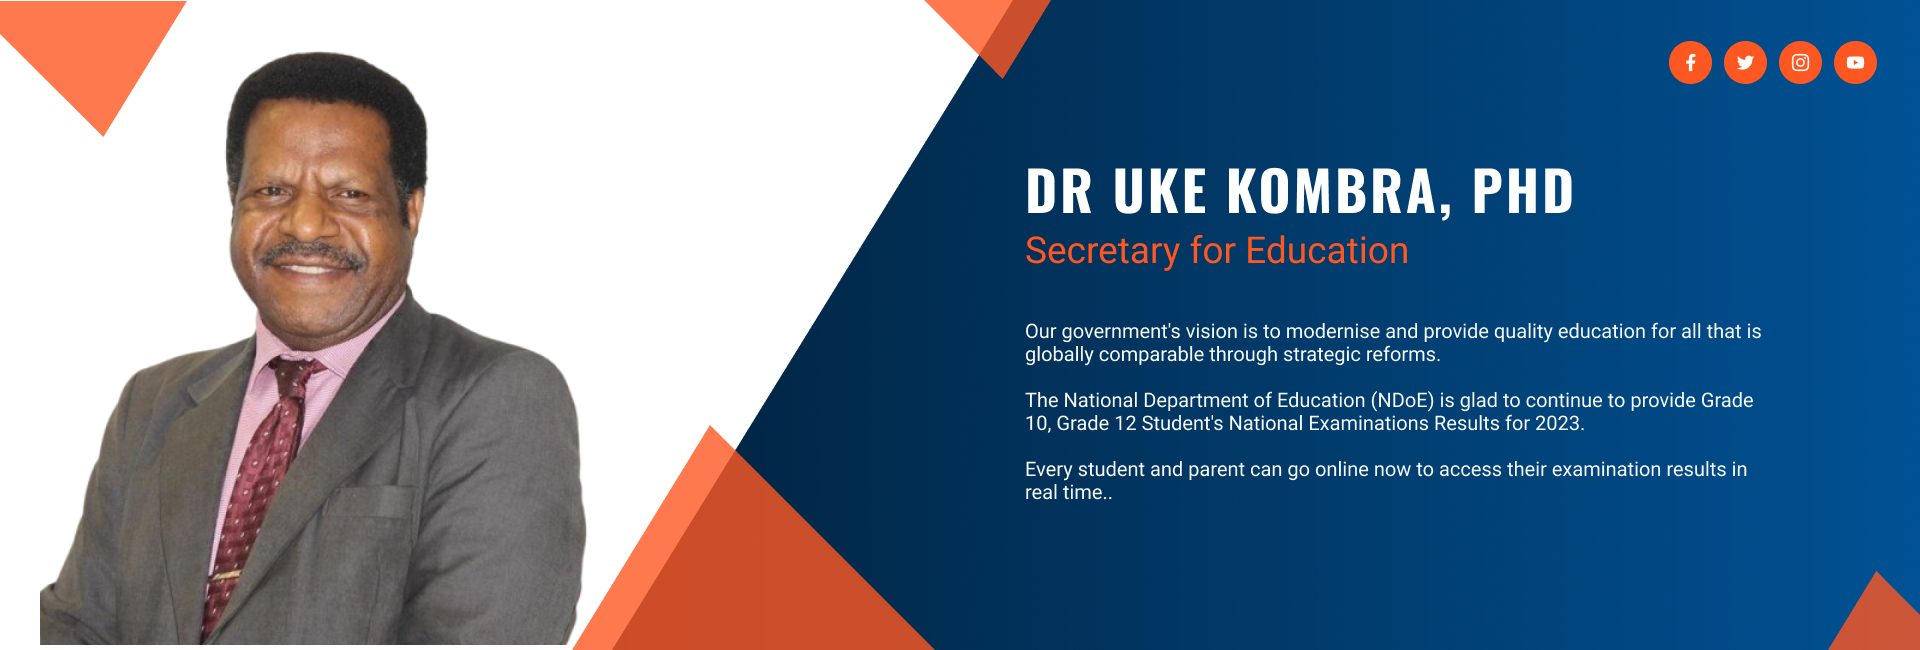 DR UKE KOMBRA, PHD
Secretary for Education
Our government's vision is to modernise and provide quality education for all that is
globally comparable through strategic reforms.
The National Department of Education (NDoE) is glad to continue to provide Grade
10, Grade 12 Student's National Examinations Results for 2023.
Every student and parent can go online now to access their examination results in
real time..